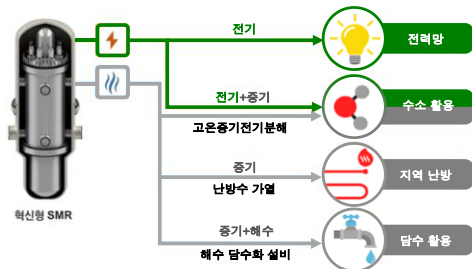 전기
전력망
전기+증기
수소 활용
고온증기전기분해
증기
지역 난방
난방수 가열
혁신형 SMR
증기+해수
담수 활용
해수 담수화 설비